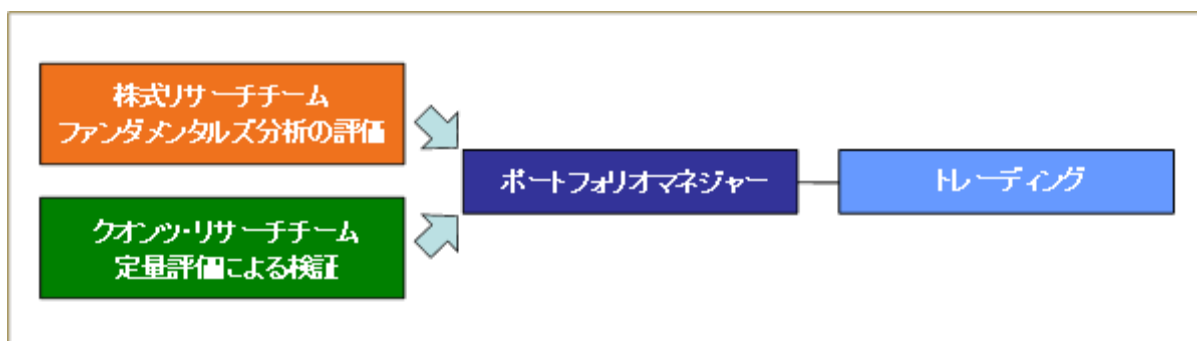 株式リサーチチーム
ファンダメンタルズ分析の評価
ポートフォリオマネジャー
トレーディング
クオンツ・リサーチチーム
定量評価による検証